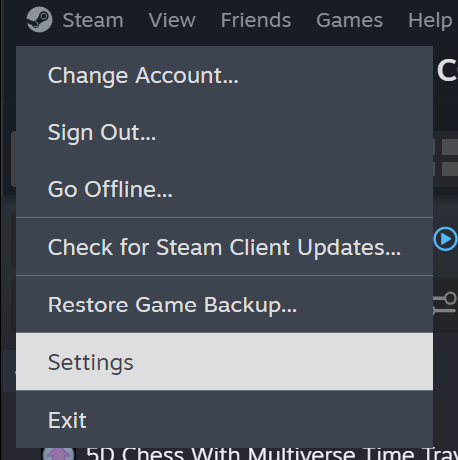 Steam View Friends Games Help
Change Account...
C
Sign Out...
Go Offline...
Check for Steam Client Updates...
Restore Game Backup...
Settings
Exit
5D Chess With Multiverse Time Trav